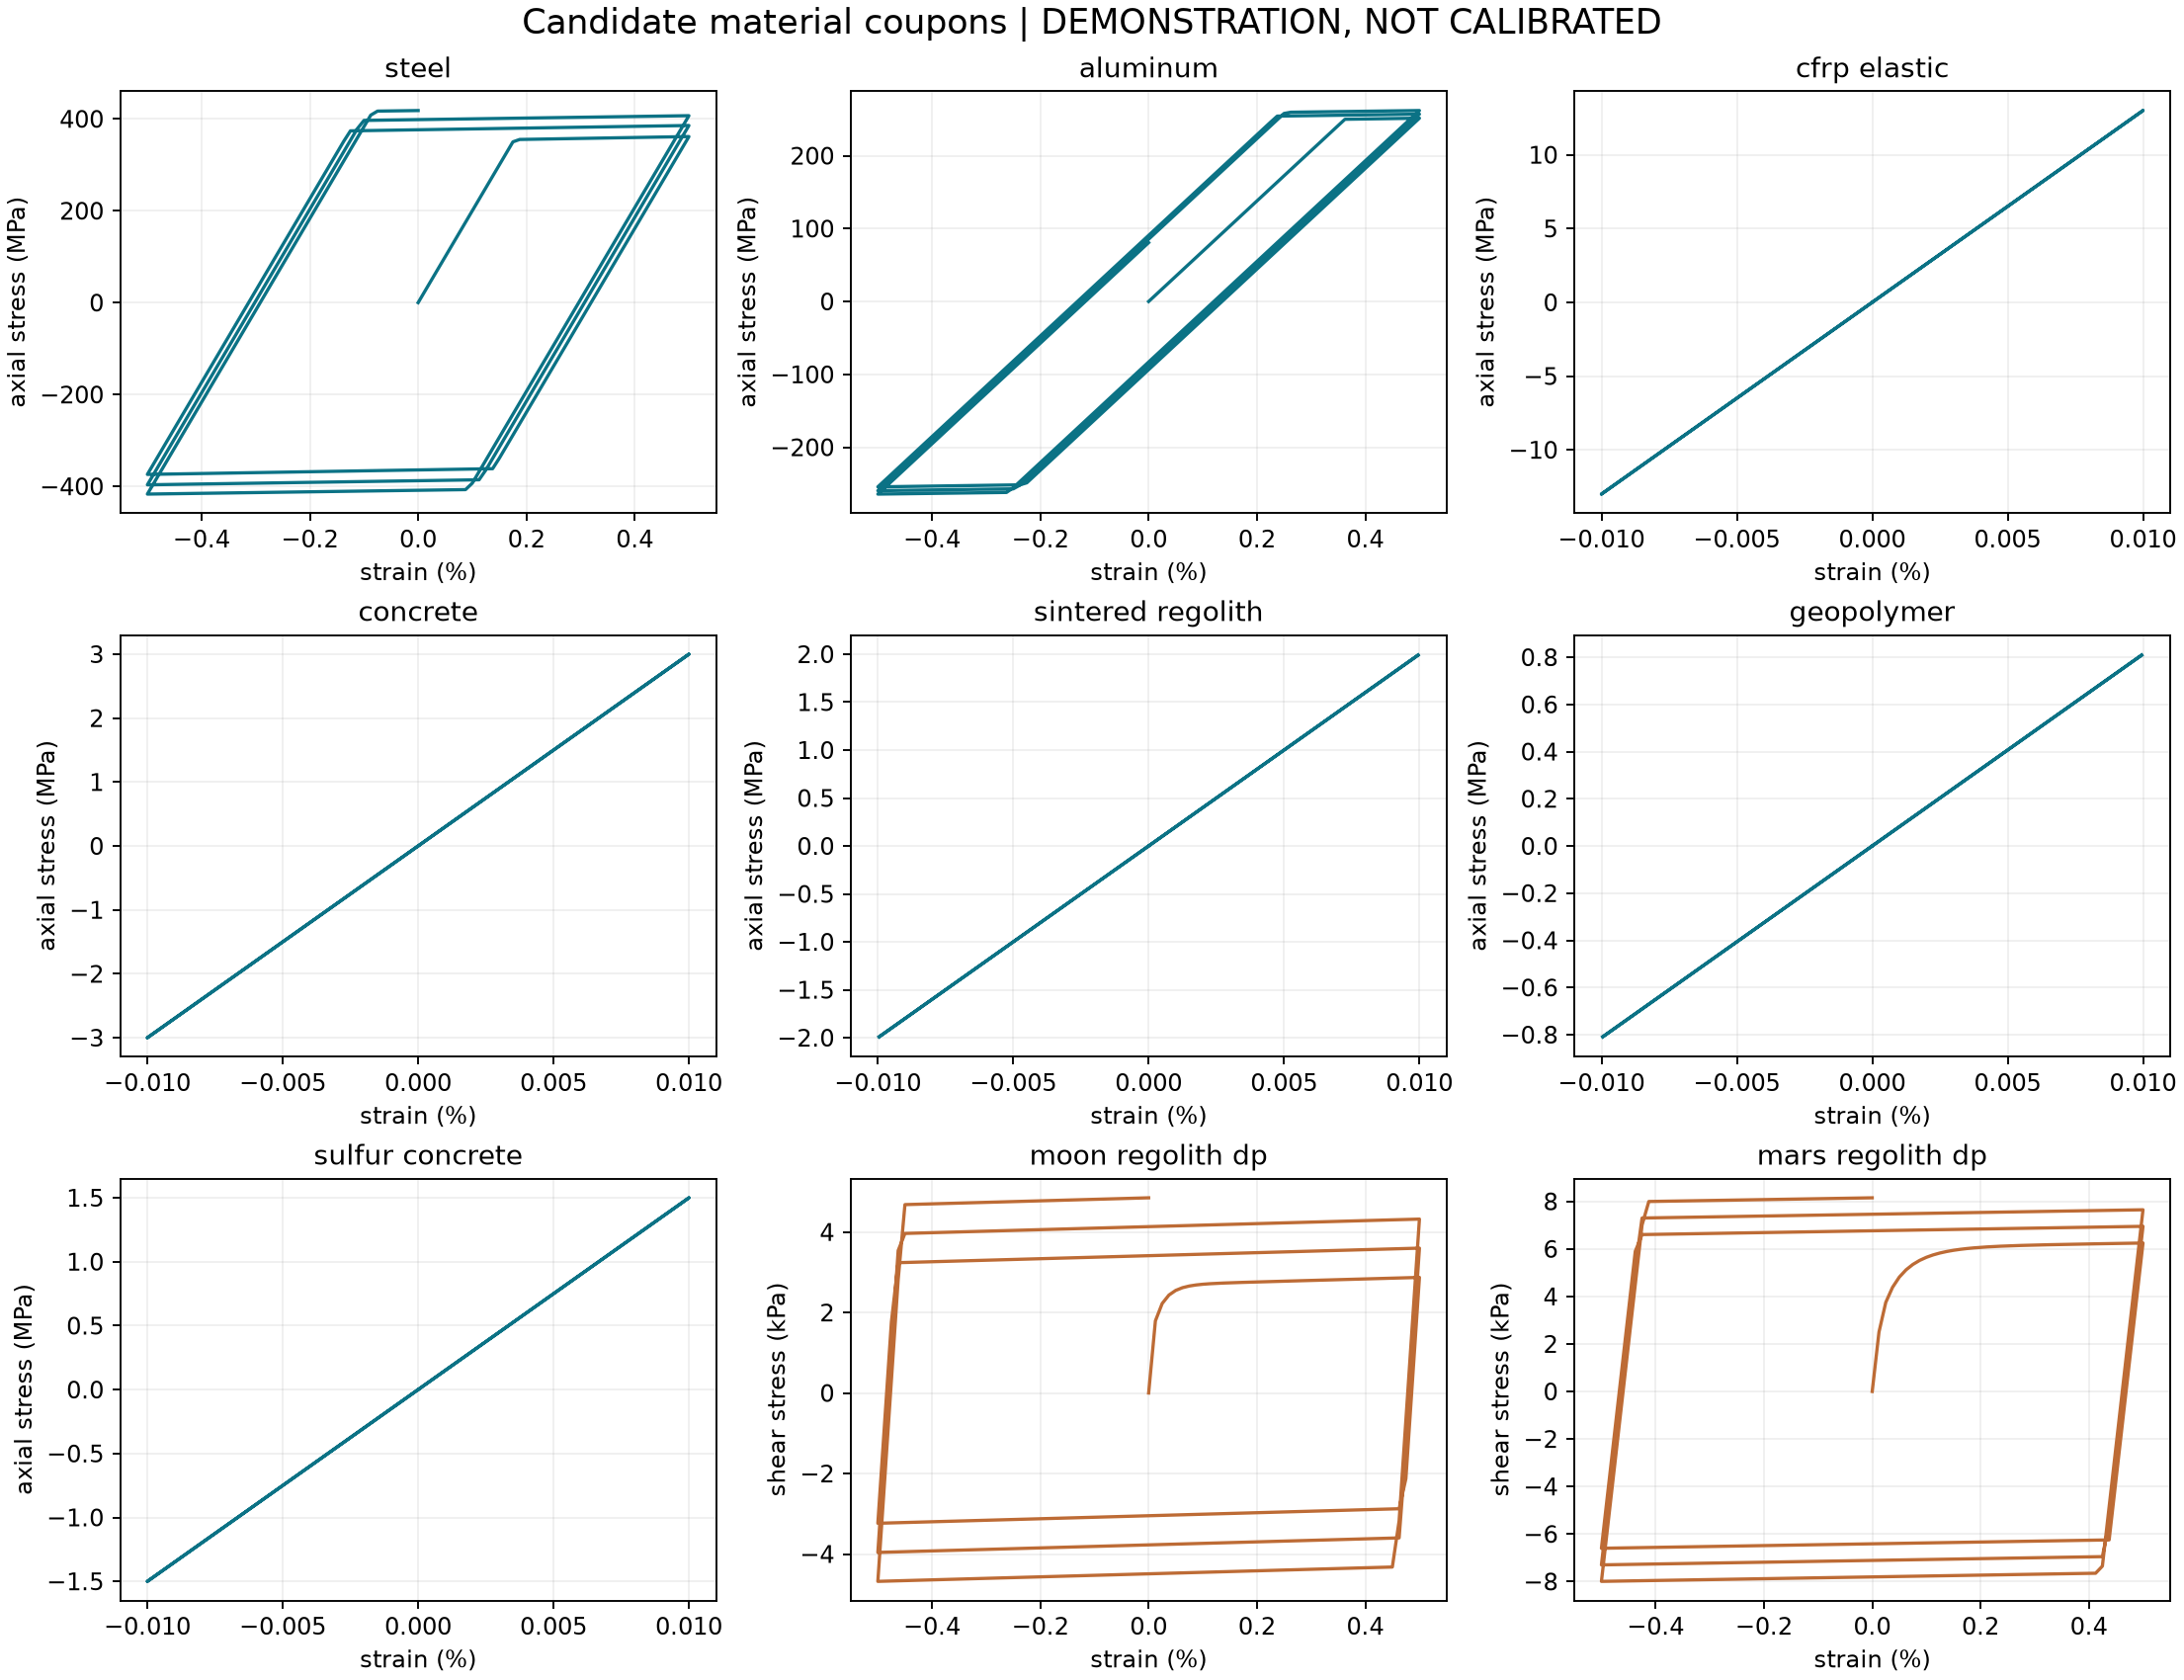 Candidate material coupons | DEMONSTRATION, NOT CALIBRATED
steel
axial stress (MPa)
400
200
0
−200
−400
−0.4 −0.2 0.0 0.2 0.4
strain (%)
aluminum
axial stress (MPa)
200
100
0
−100
−200
−0.4 −0.2 0.0 0.2 0.4
strain (%)
cfrp elastic
axial stress (MPa)
10
5
0
−5
−10
−0.010 −0.005 0.000 0.005 0.010
strain (%)
concrete
axial stress (MPa)
3
2
1
0
−1
−2
−3
−0.010 −0.005 0.000 0.005 0.010
strain (%)
sintered regolith
axial stress (MPa)
2.0
1.5
1.0
0.5
0.0
−0.5
−1.0
−1.5
−2.0
−0.010 −0.005 0.000 0.005 0.010
strain (%)
geopolymer
axial stress (MPa)
0.8
0.6
0.4
0.2
0.0
−0.2
−0.4
−0.6
−0.8
−0.010 −0.005 0.000 0.005 0.010
strain (%)
sulfur concrete
axial stress (MPa)
1.5
1.0
0.5
0.0
−0.5
−1.0
−1.5
−0.010 −0.005 0.000 0.005 0.010
strain (%)
moon regolith dp
shear stress (kPa)
4
2
0
−2
−4
−0.4 −0.2 0.0 0.2 0.4
strain (%)
mars regolith dp
shear stress (kPa)
8
6
4
2
0
−2
−4
−6
−8
−0.4 −0.2 0.0 0.2 0.4
strain (%)